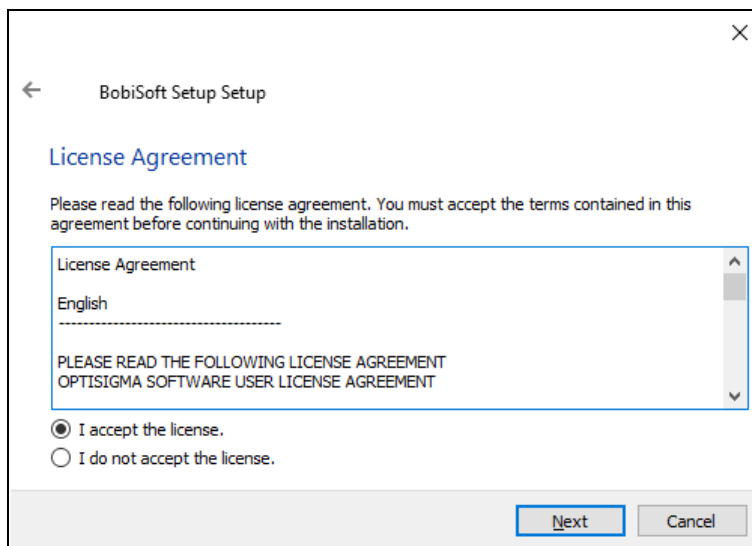 BobiSoft Setup Setup
License Agreement
Please read the following license agreement. You must accept the terms contained in this
agreement before continuing with the installation.
License Agreement
English
-------------------------------------
PLEASE READ THE FOLLOWING LICENSE AGREEMENT
OPTISIGMA SOFTWARE USER LICENSE AGREEMENT
I accept the license.
I do not accept the license.
Next Cancel